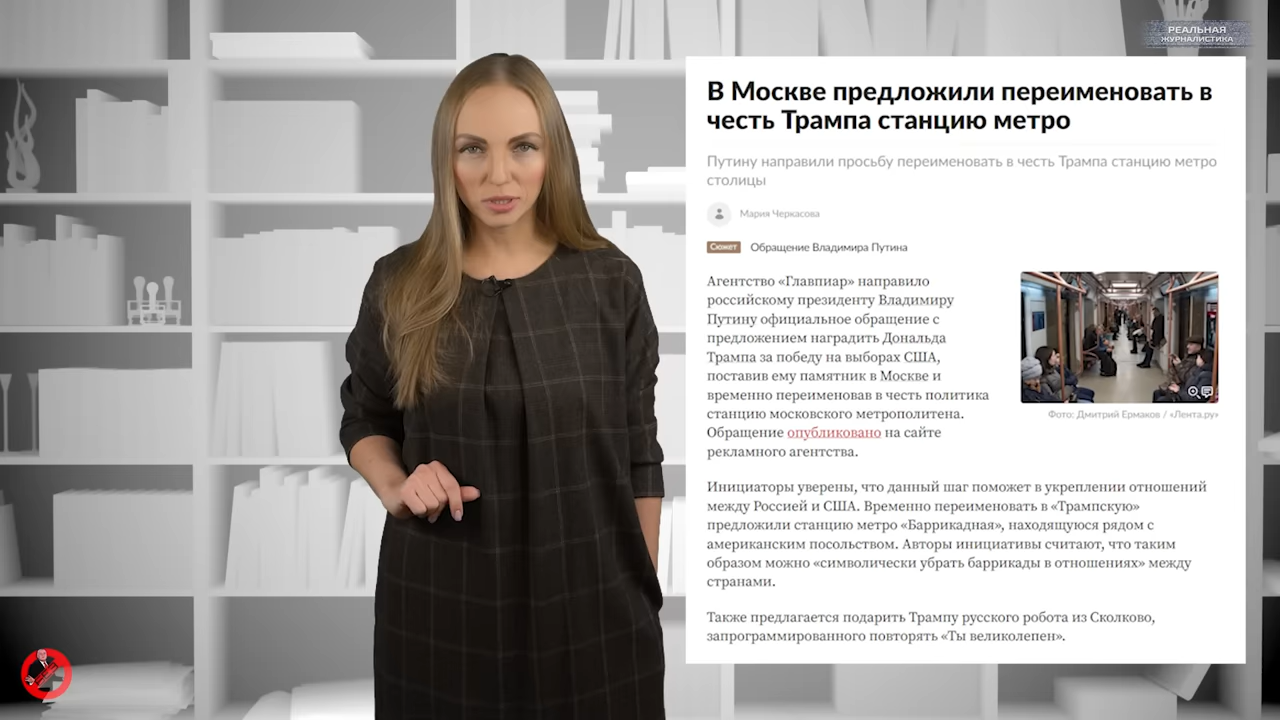 РЕАЛЬНАЯ
ЖУРНАЛИСТИКА
В Москве предложили переименовать в
честь Трампа станцию метро
Путину направили просьбу переименовать в честь Трампа станцию метро
столицы
Мария Черкасова
Сюжет Обращение Владимира Путина
Агентство «Главпиар» направило
российскому президенту Владимиру
Путину официальное обращение с
предложением наградить Дональда
Трампа за победу на выборах США,
поставив ему памятник в Москве и
временно переименовав в честь политика
станцию московского метрополитена.
Обращение опубликовано на сайте
рекламного агентства.
Фото: Дмитрий Ермаков / «Лента.ру»
Инициаторы уверены, что данный шаг поможет в укреплении отношений
между Россией и США. Временно переименовать в «Трампскую»
предложили станцию метро «Баррикадная», находящуюся рядом с
американским посольством. Авторы инициативы считают, что таким
образом можно «символически убрать баррикады в отношениях» между
странами.
Также предлагается подарить Трампу русского робота из Сколково,
запрограммированного повторять «Ты великолепен».